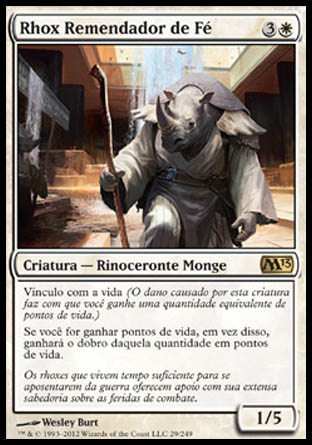 Rhox Remendador de Fé 3
Criatura — Rinoceronte Monge M13
Vínculo com a vida (O dano causado por esta criatura
faz com que você ganhe uma quantidade equivalente de
pontos de vida.)
Se você for ganhar pontos de vida, em vez disso,
ganhará o dobro daquela quantidade em pontos
de vida.
Os rhoxes que vivem tempo suficiente para se
aposentarem da guerra oferecem apoio com sua extensa
sabedoria sobre as feridas de combate.
Wesley Burt
™ & © 1993–2012 Wizards of the Coast LLC 29/249
1/5